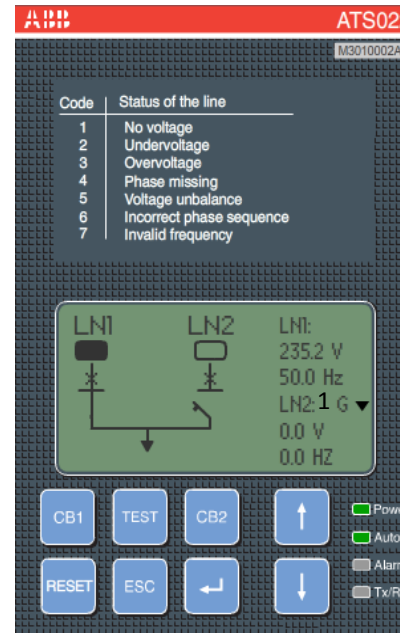 ABB
ATS02
M3010002A
Code Status of the line
1 No voltage
2 Undervoltage
3 Overvoltage
4 Phase missing
5 Voltage unbalance
6 Incorrect phase sequence
7 Invalid frequency
LN1 LN2 LN1:
235.2 V
50.0 Hz
LN2:1 G ▼
0.0 V
0.0 HZ
CB1 TEST CB2 ↑
Powe
Auto
RESET ESC ↵ ↓
Alarm
Tx/R